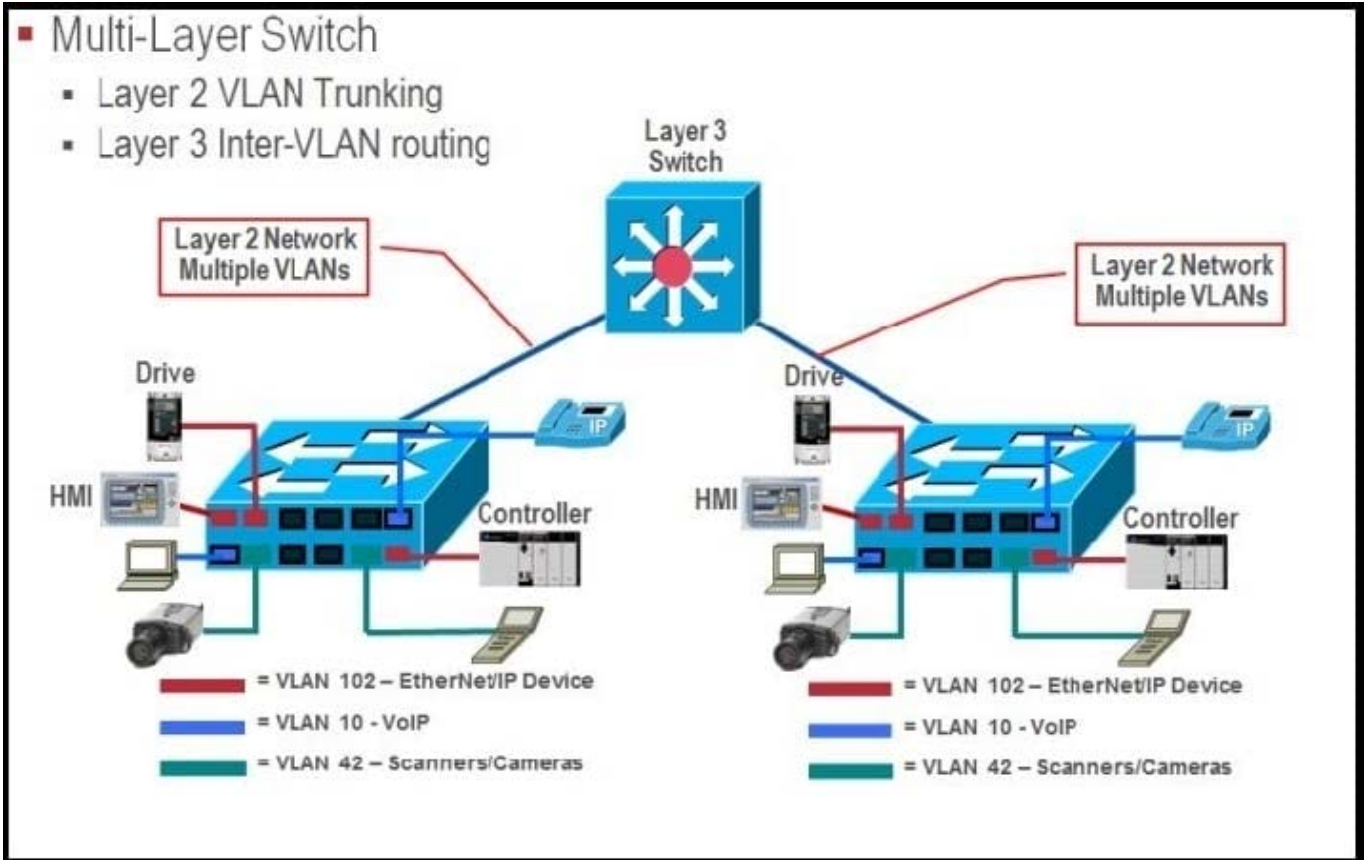 Multi-Layer Switch
Layer 2 VLAN Trunking
Layer 3 Inter-VLAN routing
Layer 3
Switch
Layer 2 Network
Multiple VLANs
Layer 2 Network
Multiple VLANs
Drive
IP
HMI
Controller
= VLAN 102 – EtherNet/IP Device
= VLAN 10 - VoIP
= VLAN 42 – Scanners/Cameras
Drive
IP
HMI
Controller
= VLAN 102 – EtherNet/IP Device
= VLAN 10 - VoIP
= VLAN 42 – Scanners/Cameras